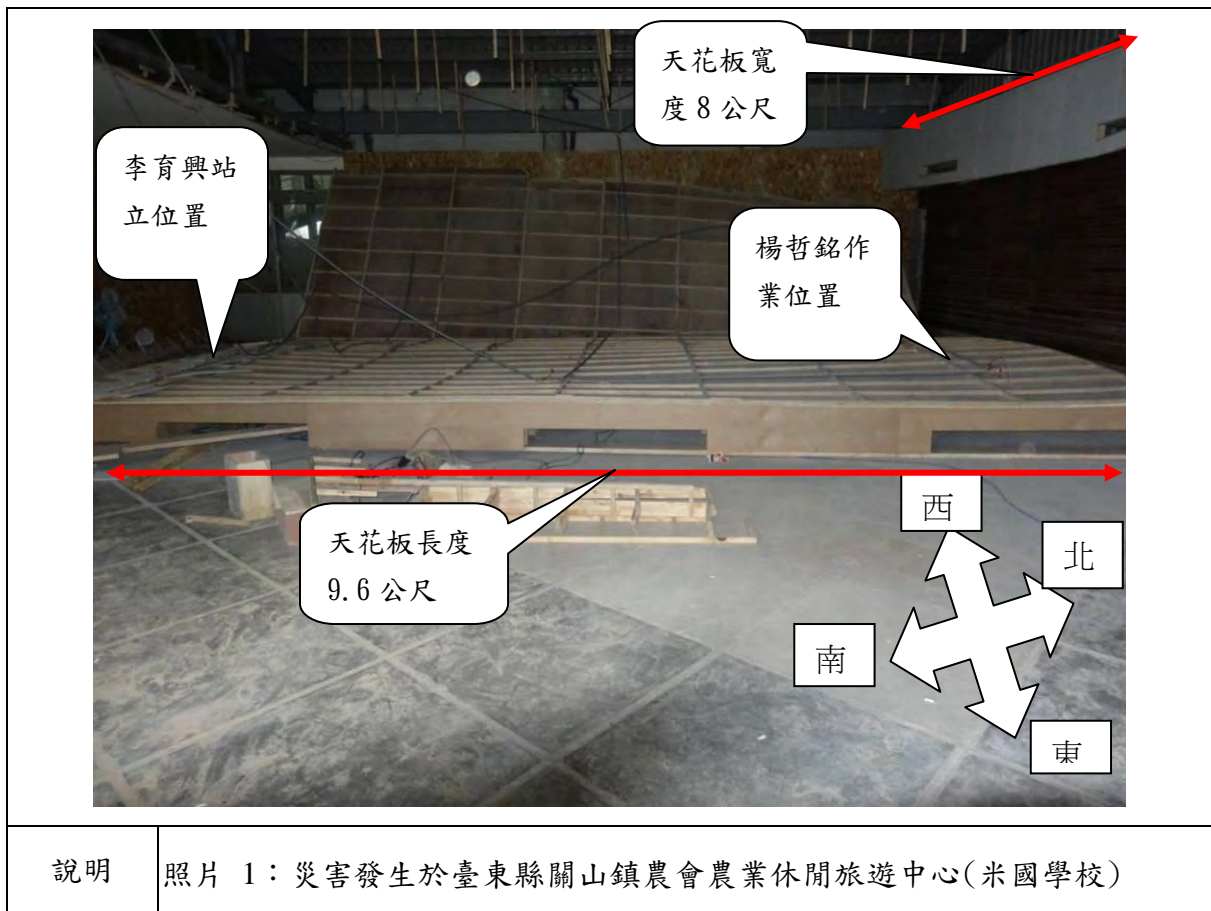 天花板寬
度 8 公尺
李育興站
立位置
楊哲銘作
業位置
天花板長度
9.6 公尺
西
北
南
東
說明
照片 1：災害發生於臺東縣關山鎮農會農業休閒旅遊中心(米國學校)